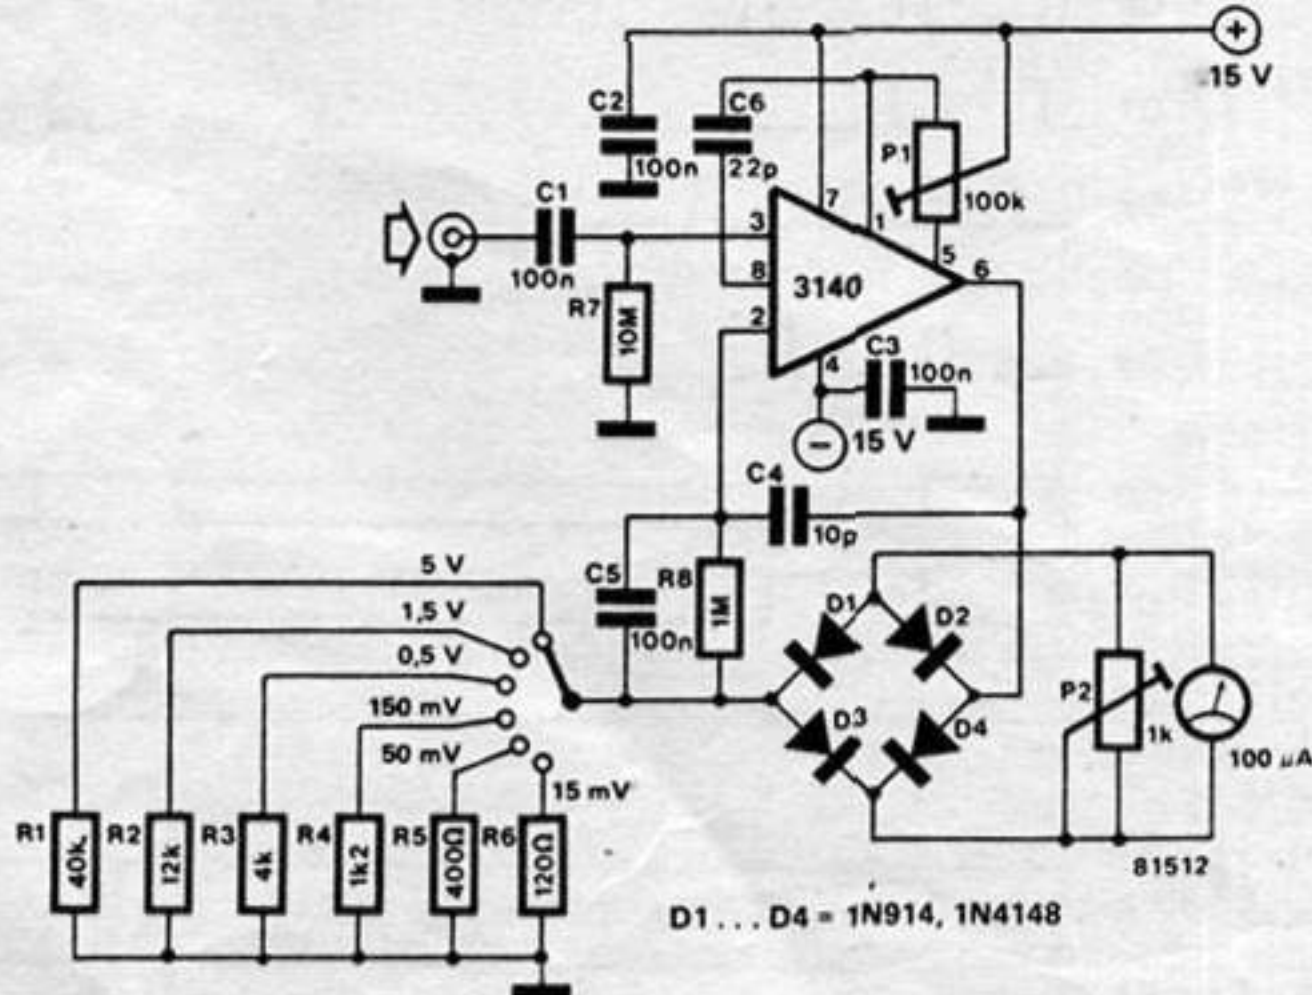 +
15 V
C2
100n
C6
22p
P1
100k
C1
100n
R7
10M
3
8
2
7
1
5
6
4
3140
C3
100n
−
15 V
C4
10p
C5
100n
R8
1M
5 V
1,5 V
0,5 V
150 mV
50 mV
15 mV
D1
D2
D3
D4
P2
1k
100 µA
R1
40k
R2
12k
R3
4k
R4
1k2
R5
400Ω
R6
120Ω
81512
D1 . . . D4 = 1N914, 1N4148